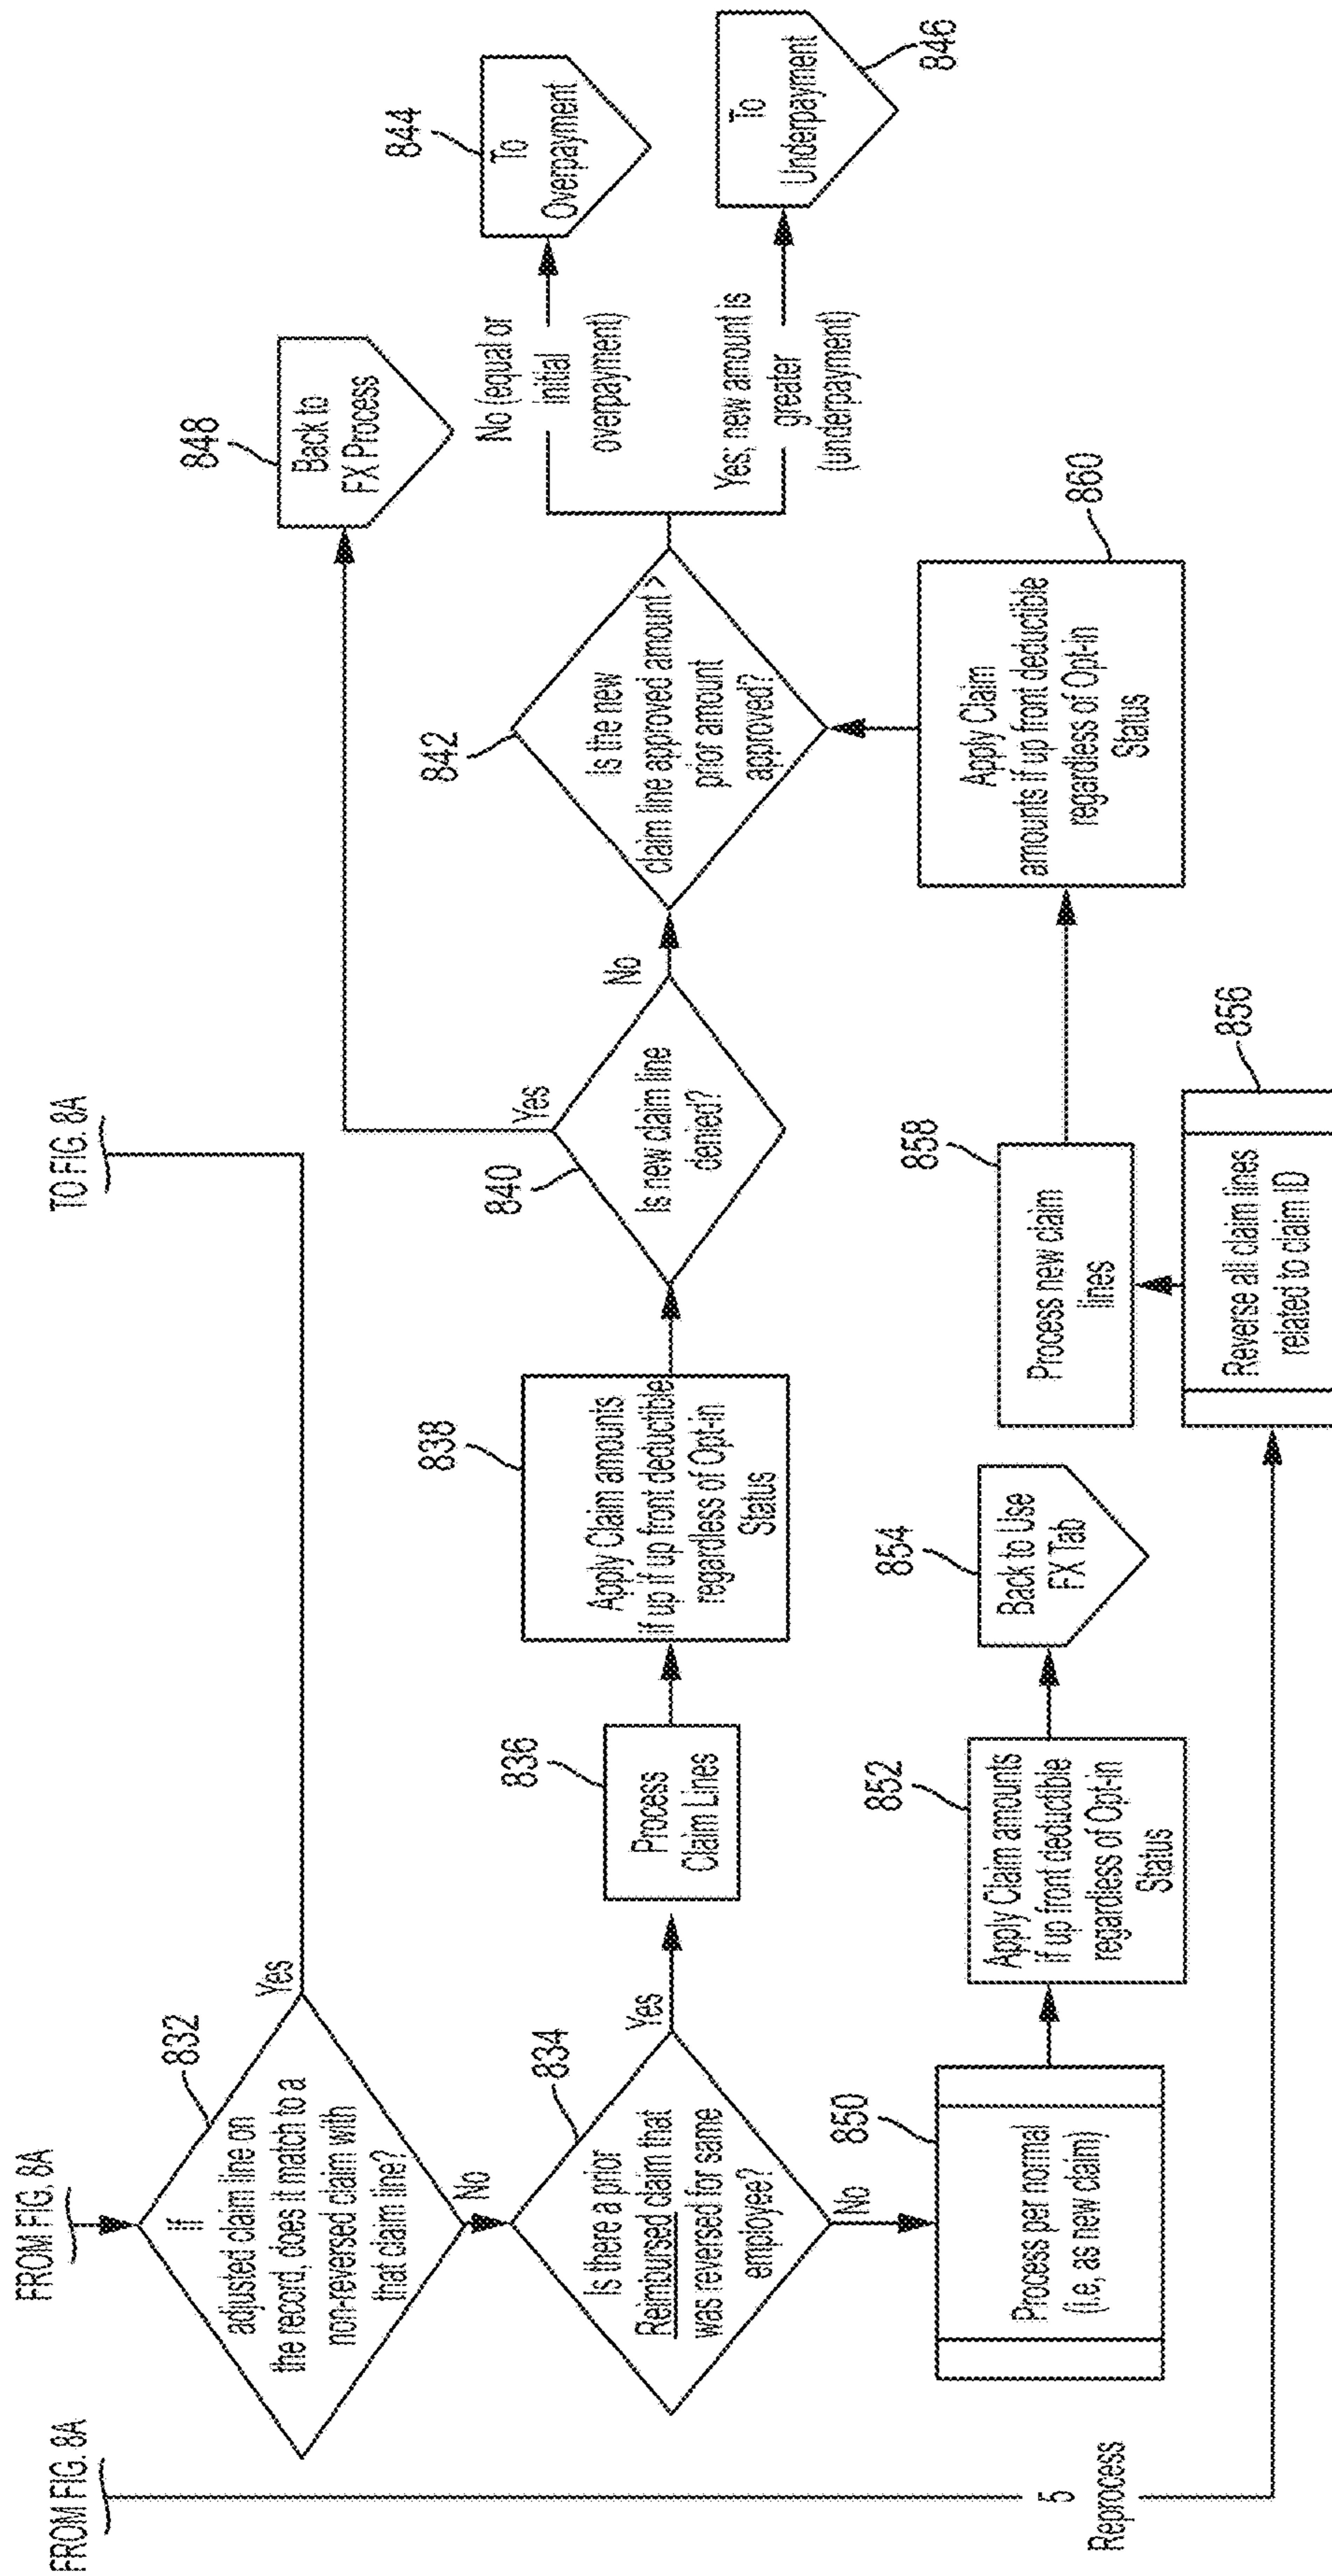 FROM FIG. 8A
FROM FIG. 8A
TO FIG. 8A
832
If
adjusted claim line on
the record, does it match to a
non-reversed claim with
that claim line?
Yes
No
834
Is there a prior
Reimbursed claim that
was reversed for same
employee?
Yes
No
836
Process
Claim Lines
838
Apply Claim amounts
if up if up front deductible
regardless of Opt-in
Status
840
Is new claim line
denied?
Yes
No
848
Back to
FX Process
842
Is the new
claim line approved amount >
prior amount
approved?
No (equal or
initial
overpayment)
844
To
Overpayment
Yes; new amount is
greater
(underpayment)
846
To
Underpayment
850
Process per normal
(i.e, as new claim)
852
Apply Claim amounts
if up front deductible
regardless of Opt-in
Status
854
Back to Use
FX Tab
5
Reprocess
856
Reverse all claim lines
related to claim ID
858
Process new claim
lines
860
Apply Claim
amounts if up front deductible
regardless of Opt-in
Status